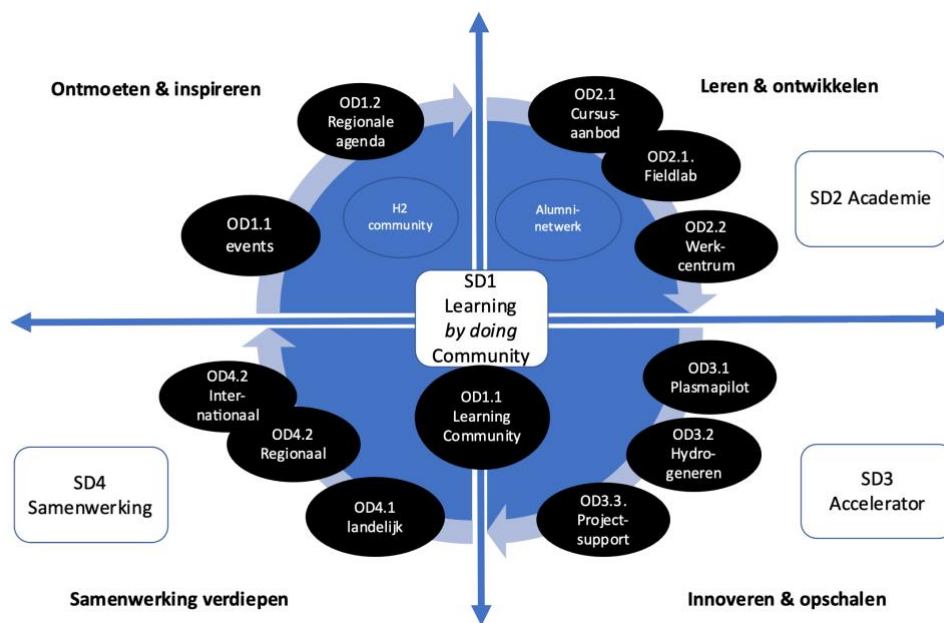 Ontmoeten & inspireren
OD1.2
Regionale
agenda
OD1.1
events
H2
community
Leren & ontwikkelen
OD2.1
Cursus-
aanbod
OD2.1.
Fieldlab
OD2.2
Werk-
centrum
Alumni-
netwerk
SD2 Academie
SD1
Learning
by doing
Community
OD1.1
Learning
Community
OD4.2
Inter-
nationaal
OD4.2
Regionaal
OD4.1
landelijk
SD4
Samenwerking
Samenwerking verdiepen
OD3.1
Plasmapilot
OD3.2
Hydro-
generen
OD3.3.
Project-
support
SD3
Accelerator
Innoveren & opschalen